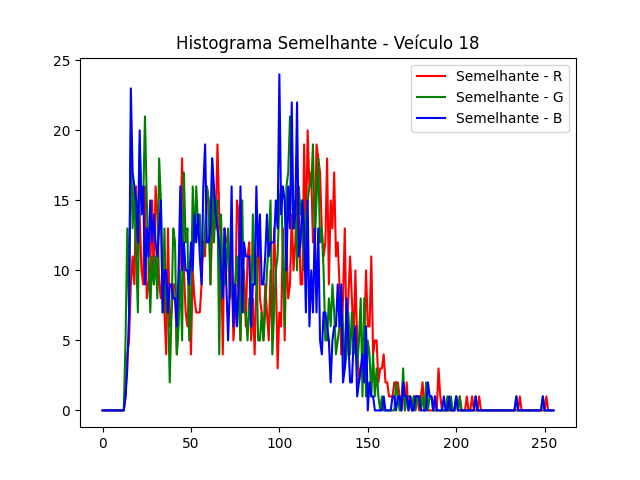 Histograma Semelhante - Veículo 18
25
20
15
10
5
0
0 50 100 150 200 250
Semelhante - R
Semelhante - G
Semelhante - B